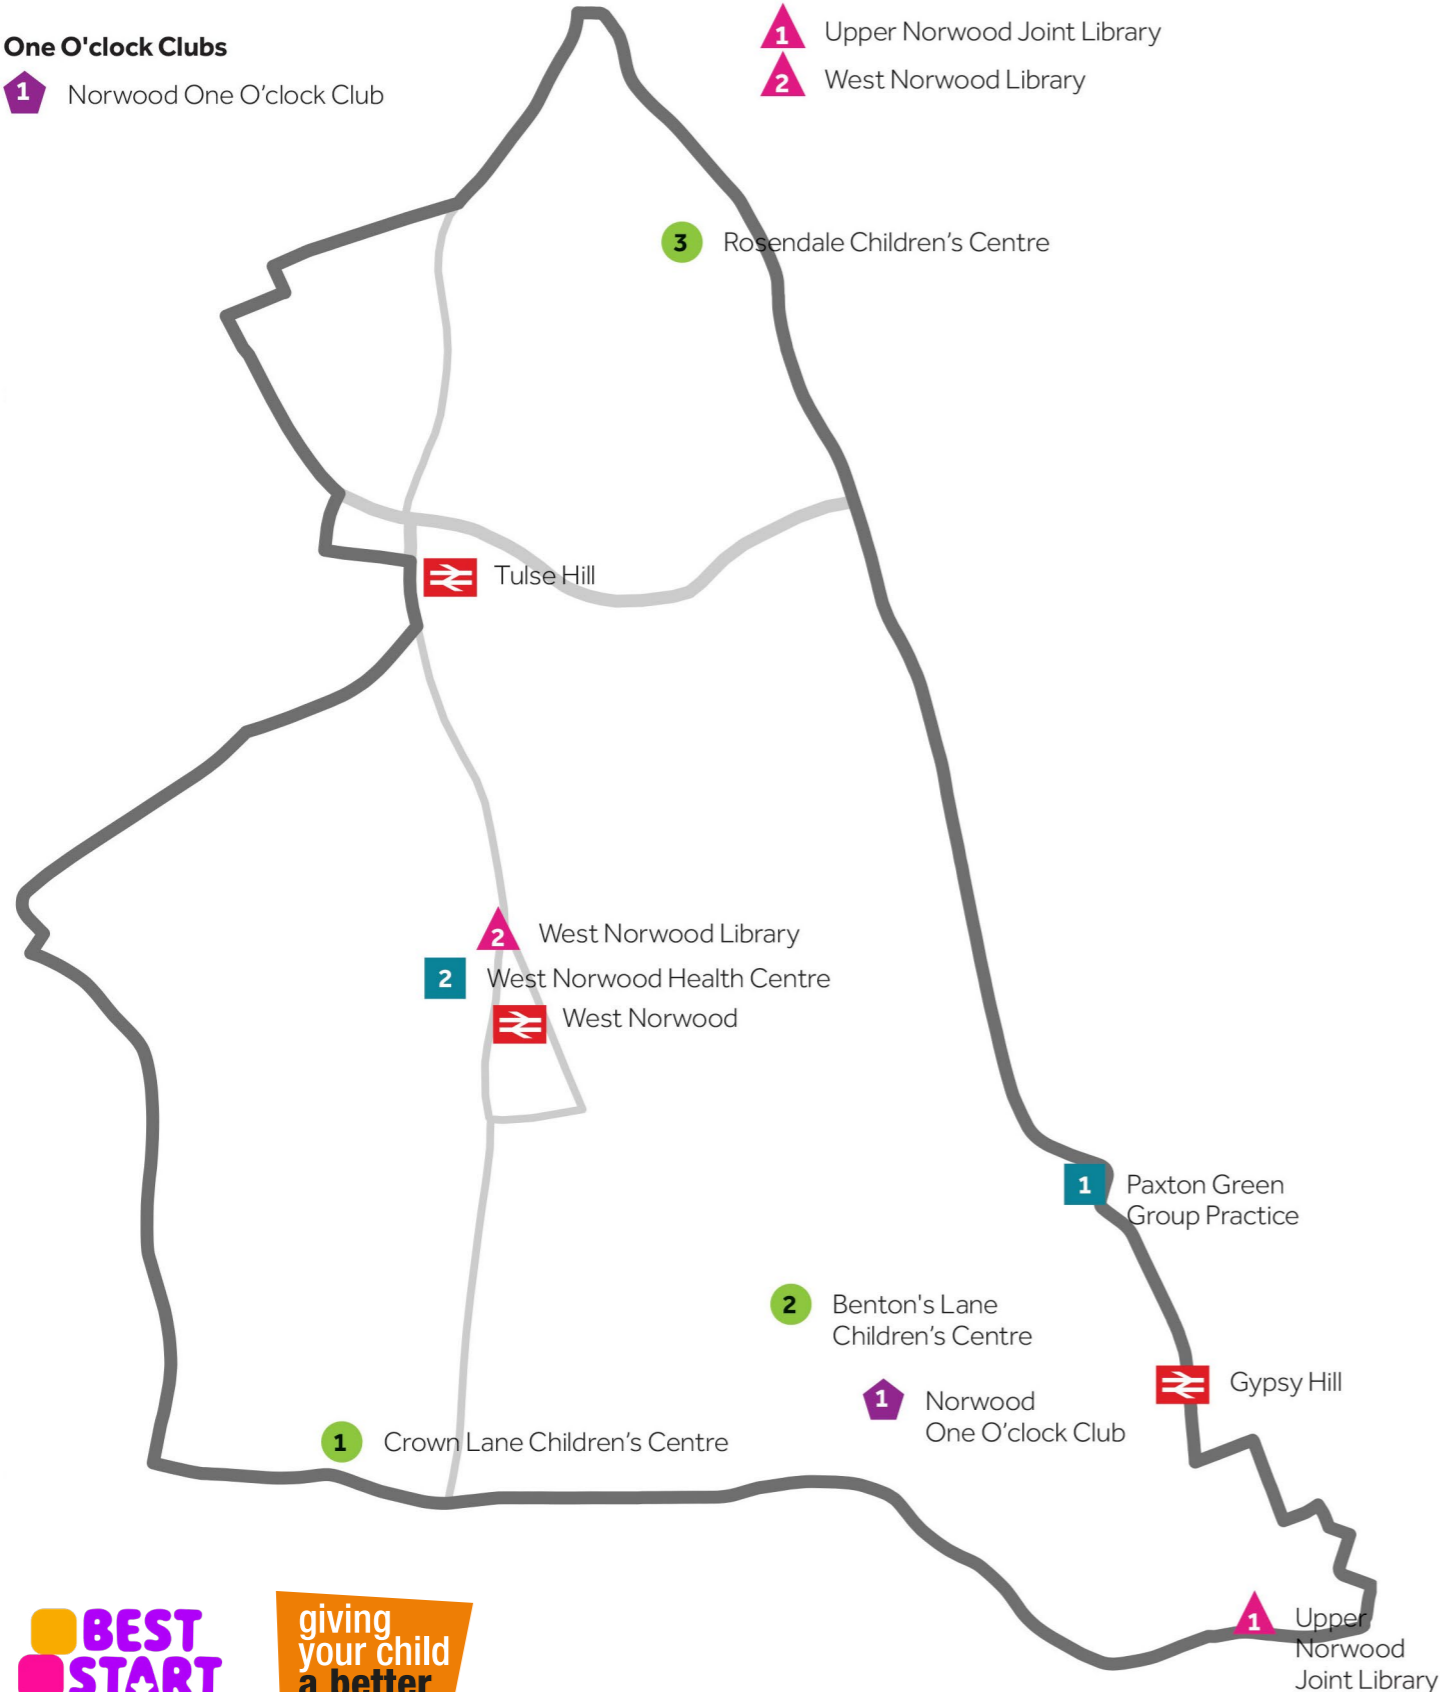 One O'clock Clubs
1 Norwood One O’clock Club
1 Upper Norwood Joint Library
2 West Norwood Library
3 Rosendale Children’s Centre
Tulse Hill
2 West Norwood Library
2 West Norwood Health Centre
West Norwood
1 Paxton Green
Group Practice
2 Benton's Lane
Children’s Centre
Gypsy Hill
1 Norwood
One O’clock Club
1 Crown Lane Children’s Centre
1 Upper
Norwood
Joint Library
BEST
START
giving
your child
a better